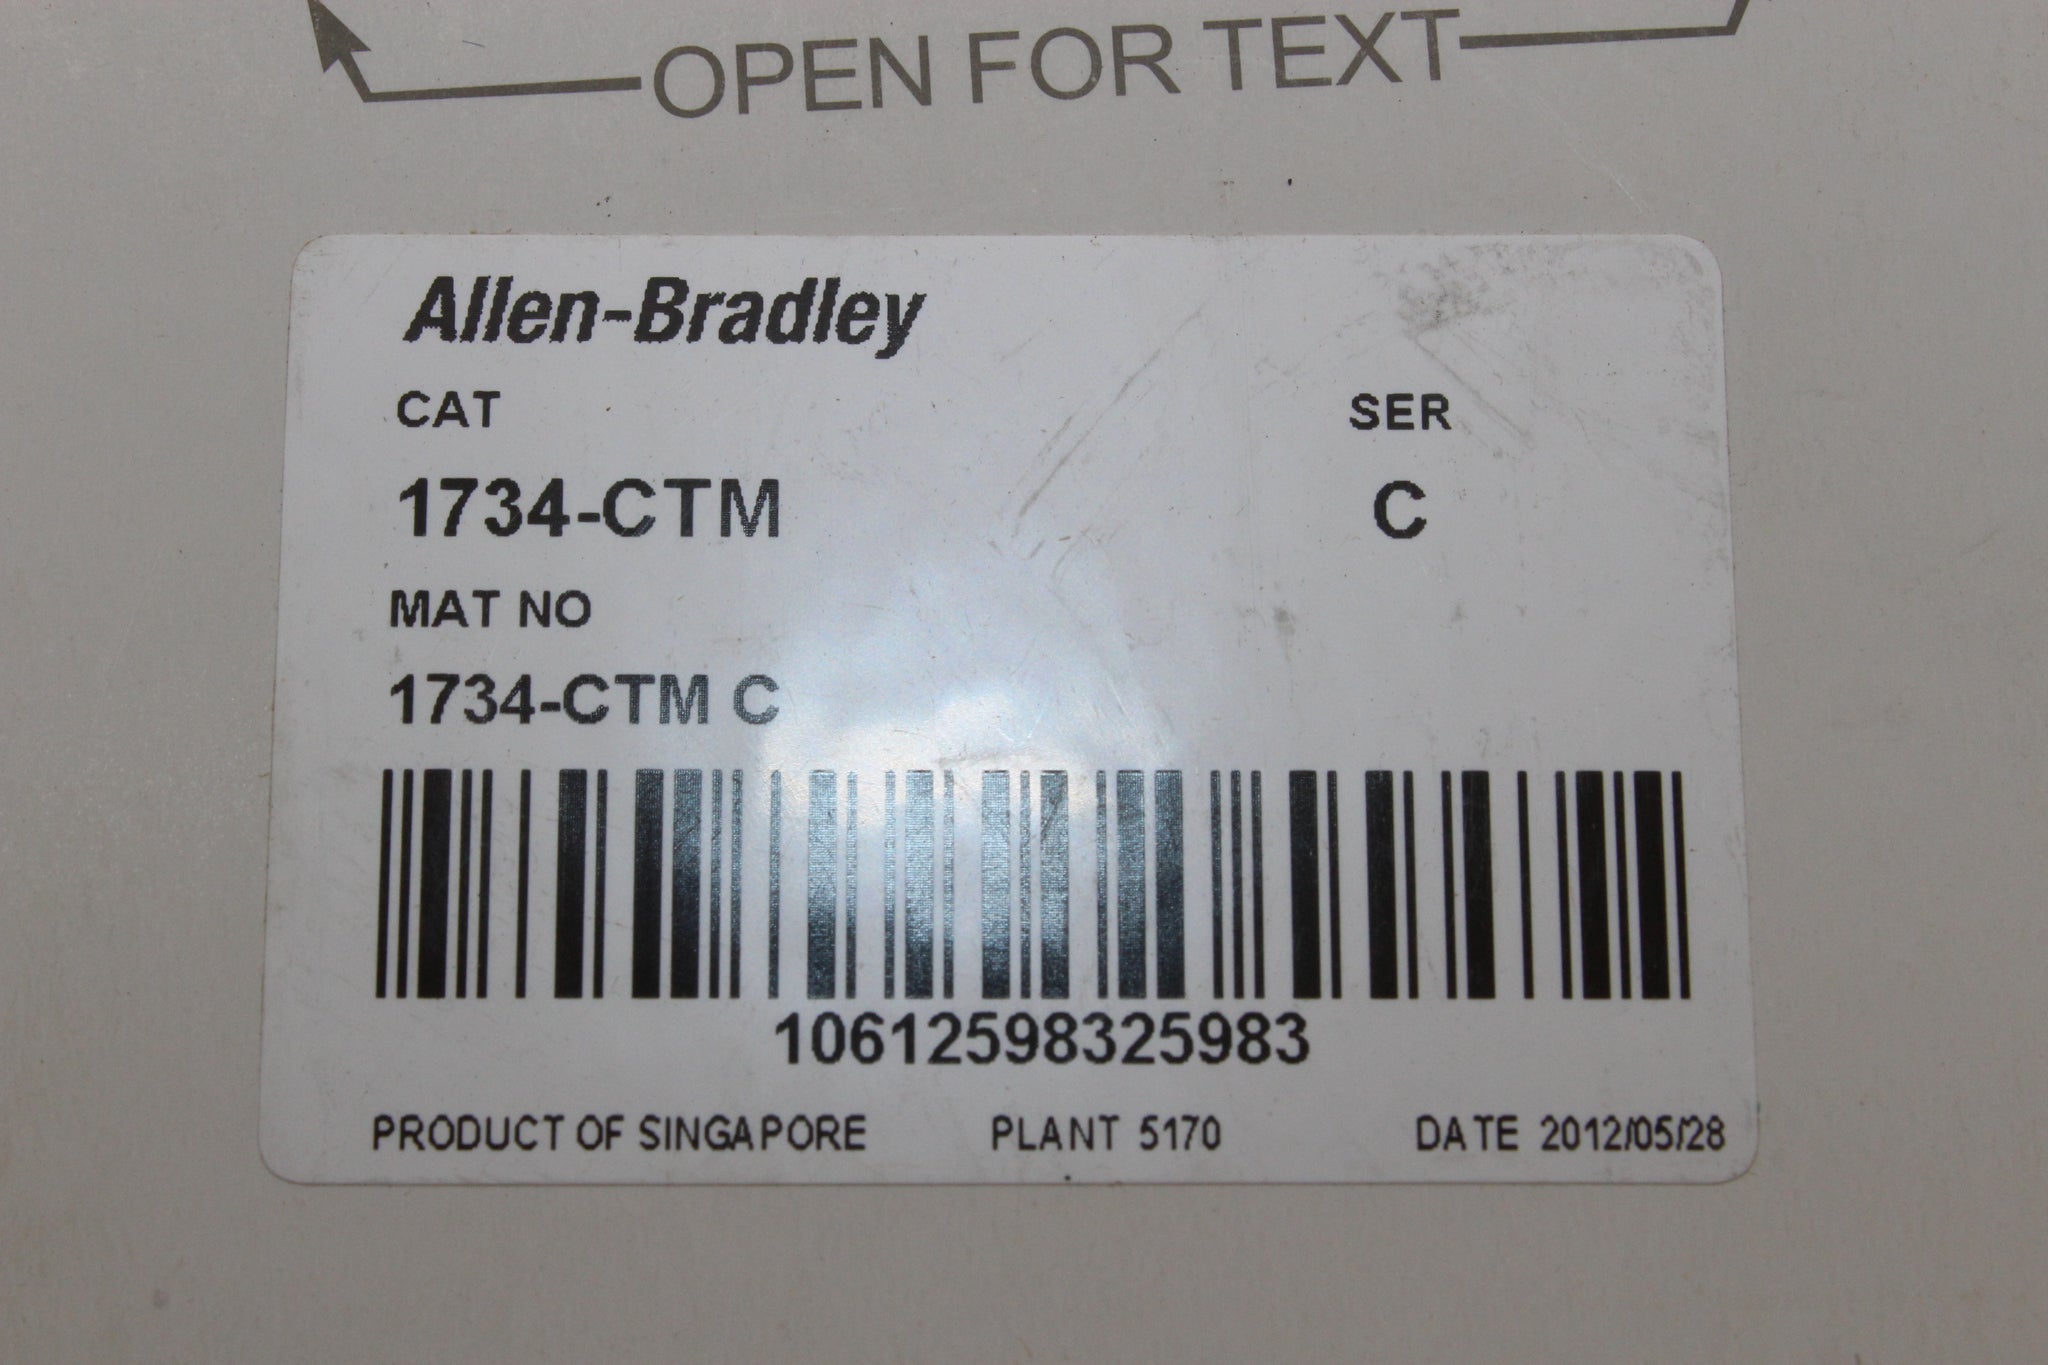 OPEN FOR TEXT
Allen-Bradley
CAT SER
1734-CTM C
MAT NO
1734-CTM C
10612598325983
PRODUCT OF SINGAPORE PLANT 5170 DATE 2012/05/28